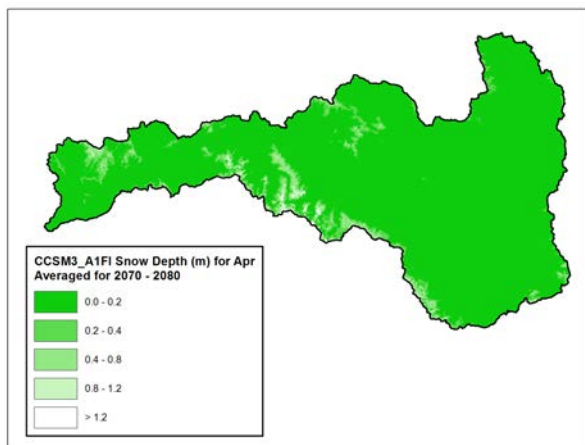 CCSM3_A1FI Snow Depth (m) for Apr
Averaged for 2070 - 2080
0.0 - 0.2
0.2 - 0.4
0.4 - 0.8
0.8 - 1.2
> 1.2